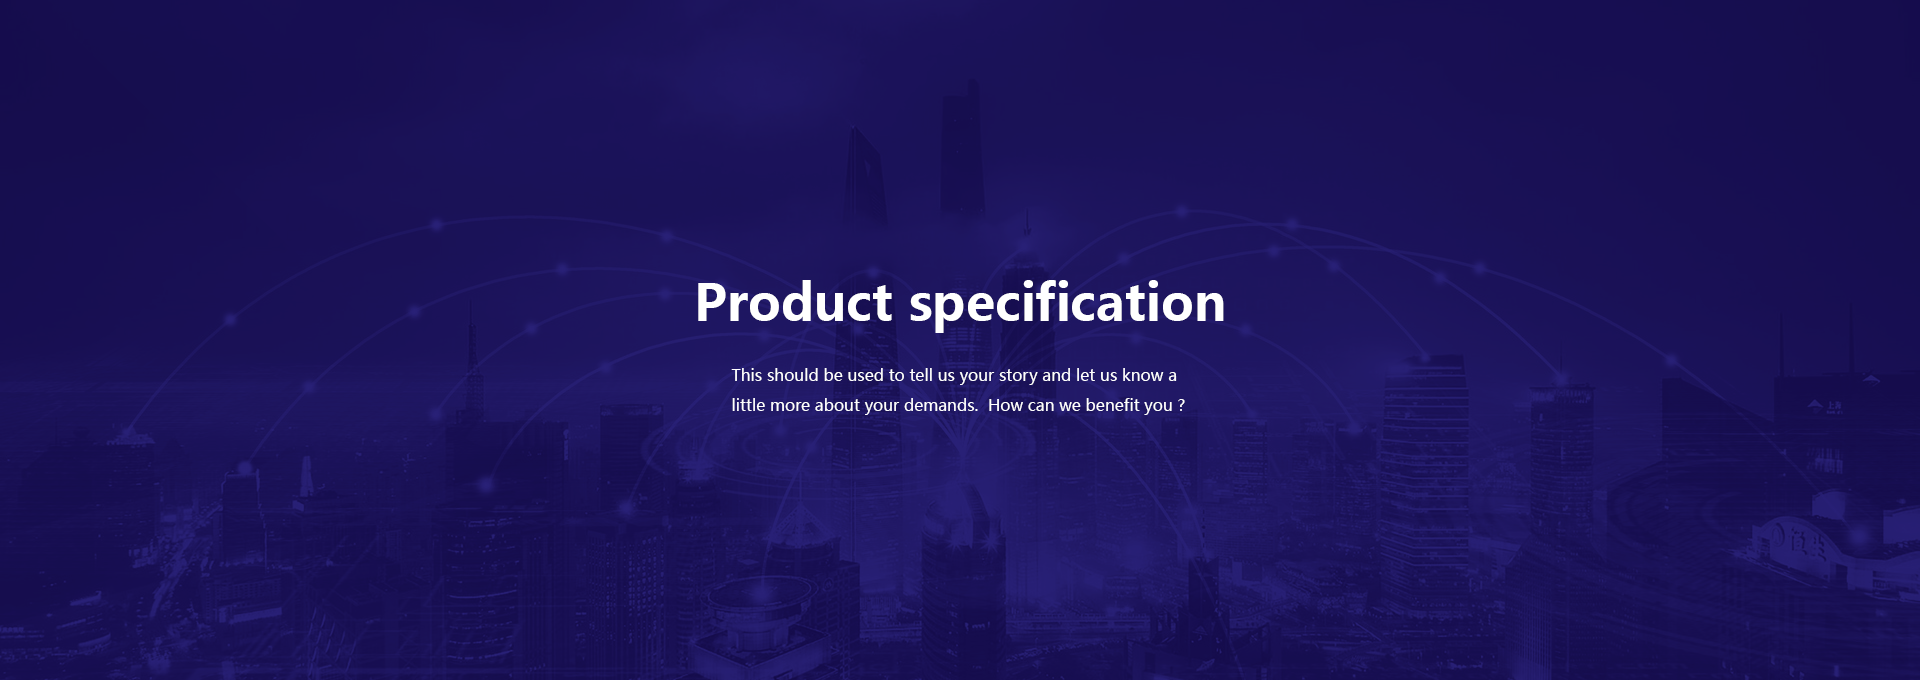 Product specification
This should be used to tell us your story and let us know a
little more about your demands.  How can we benefit you ?